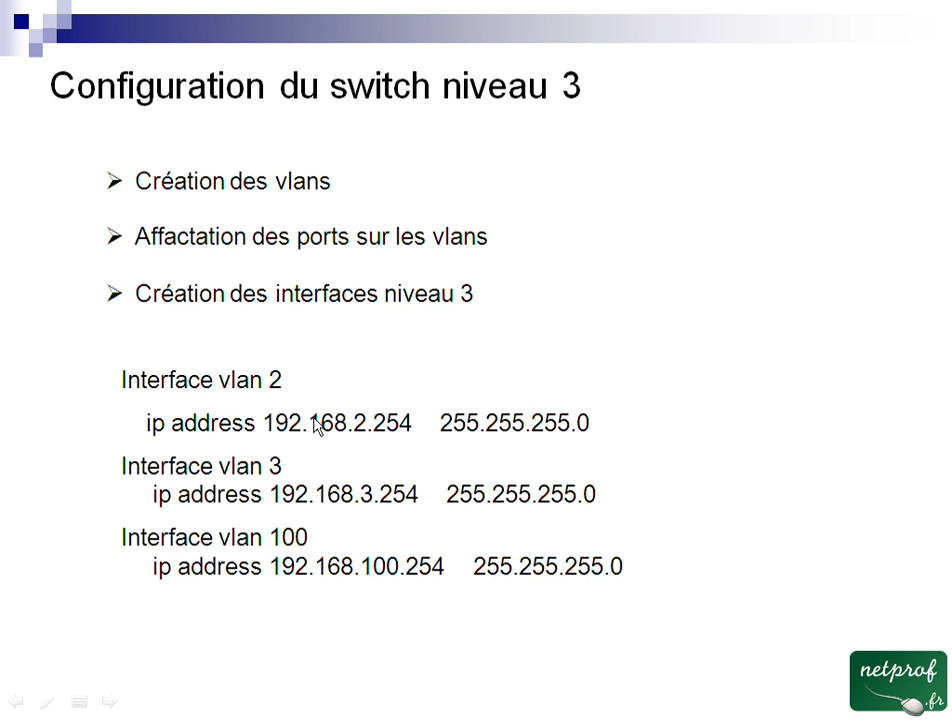 Configuration du switch niveau 3
Création des vlans
Affactation des ports sur les vlans
Création des interfaces niveau 3
Interface vlan 2
ip address 192.168.2.254 255.255.255.0
Interface vlan 3
ip address 192.168.3.254 255.255.255.0
Interface vlan 100
ip address 192.168.100.254 255.255.255.0
netprof
.fr